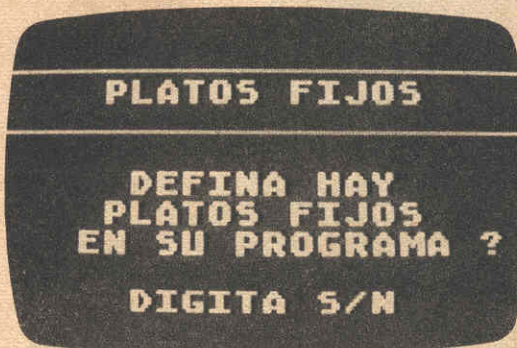 PLATOS FIJOS
DEFINA HAY
PLATOS FIJOS
EN SU PROGRAMA ?
DIGITA S/N